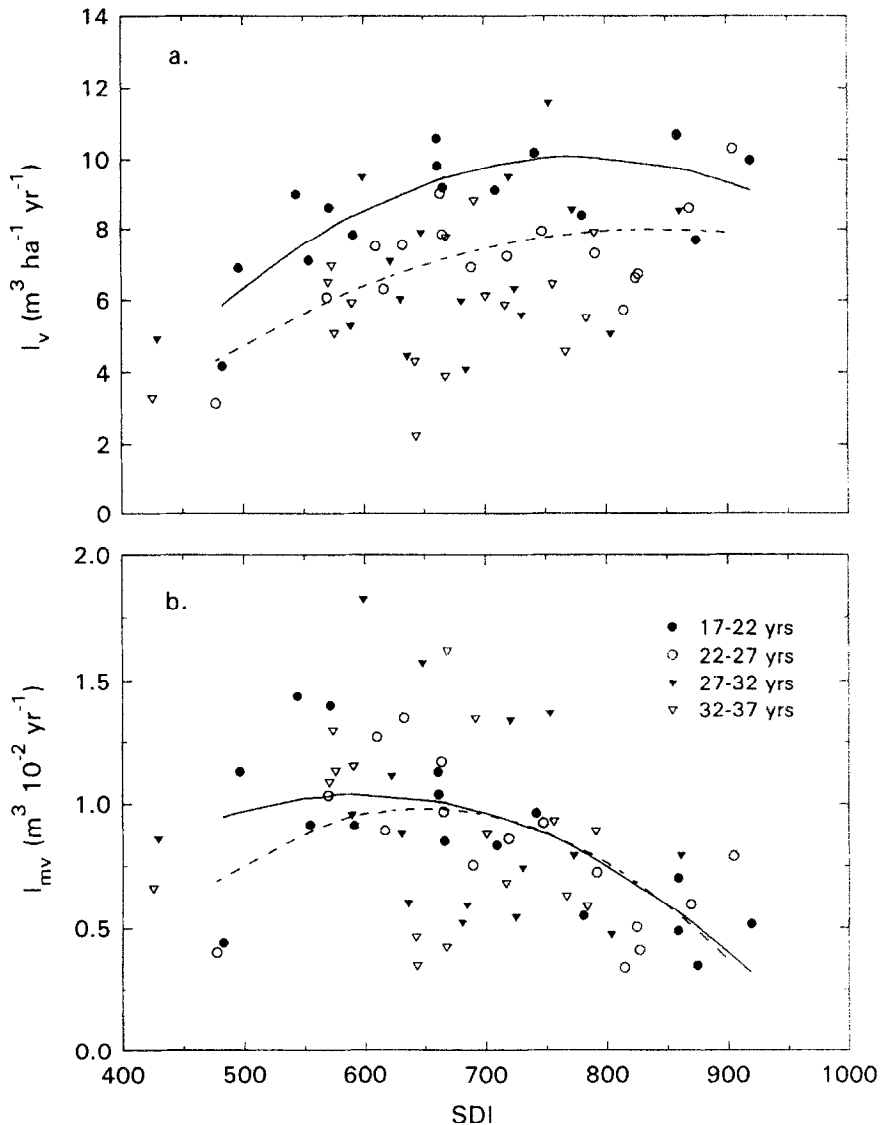 14
12
10
8
6
4
2
0
a.
I_v (m^3 ha^-1 yr^-1)
2.0
1.5
1.0
0.5
0.0
b.
● 17-22 yrs
○ 22-27 yrs
▼ 27-32 yrs
▽ 32-37 yrs
I_mv (m^3 10^-2 yr^-1)
400 500 600 700 800 900 1000
SDI